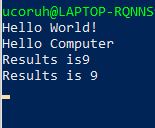 ucoruh@LAPTOP-RQNNS
Hello World!
Hello Computer
Results is9
Results is 9